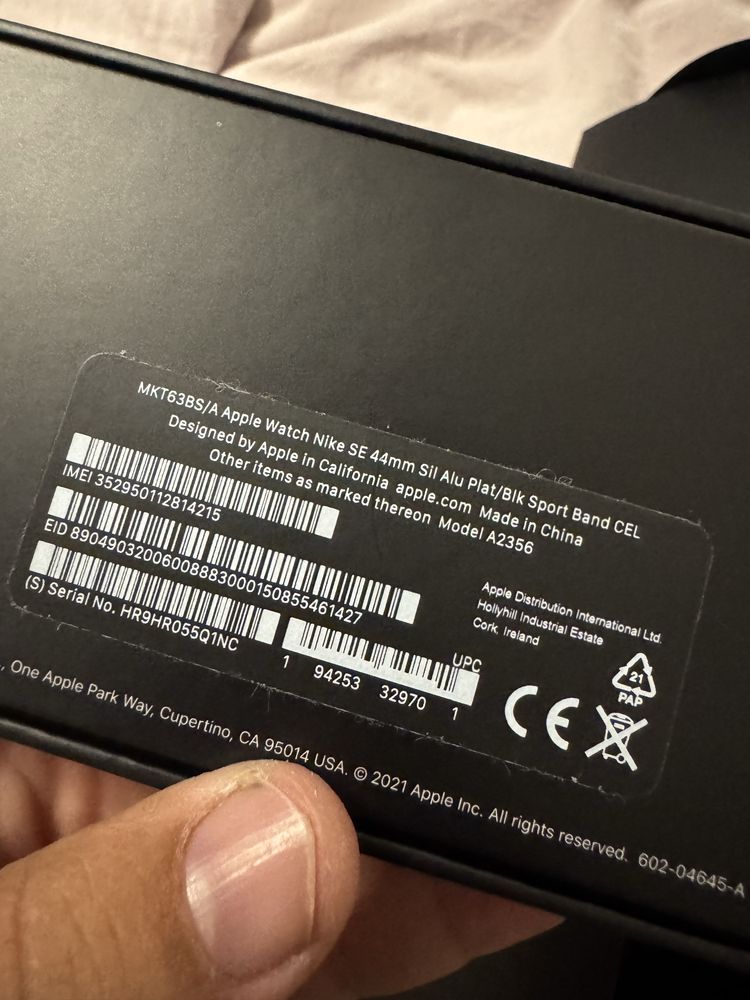 MKT63BS/A Apple Watch Nike SE 44mm Sil Alu Plat/Blk Sport Band CEL
Designed by Apple in California apple.com Made in China
Other items as marked thereon Model A2356
IMEI 352950112814215
EID 89049032006008883000150855461427
(S) Serial No. HR9HR055Q1NC
UPC
1 94253 32970 1
Apple Distribution International Ltd.
Hollyhill Industrial Estate
Cork, Ireland
21
PAP
CE
One Apple Park Way, Cupertino, CA 95014 USA. © 2021 Apple Inc. All rights reserved. 602-04645-A